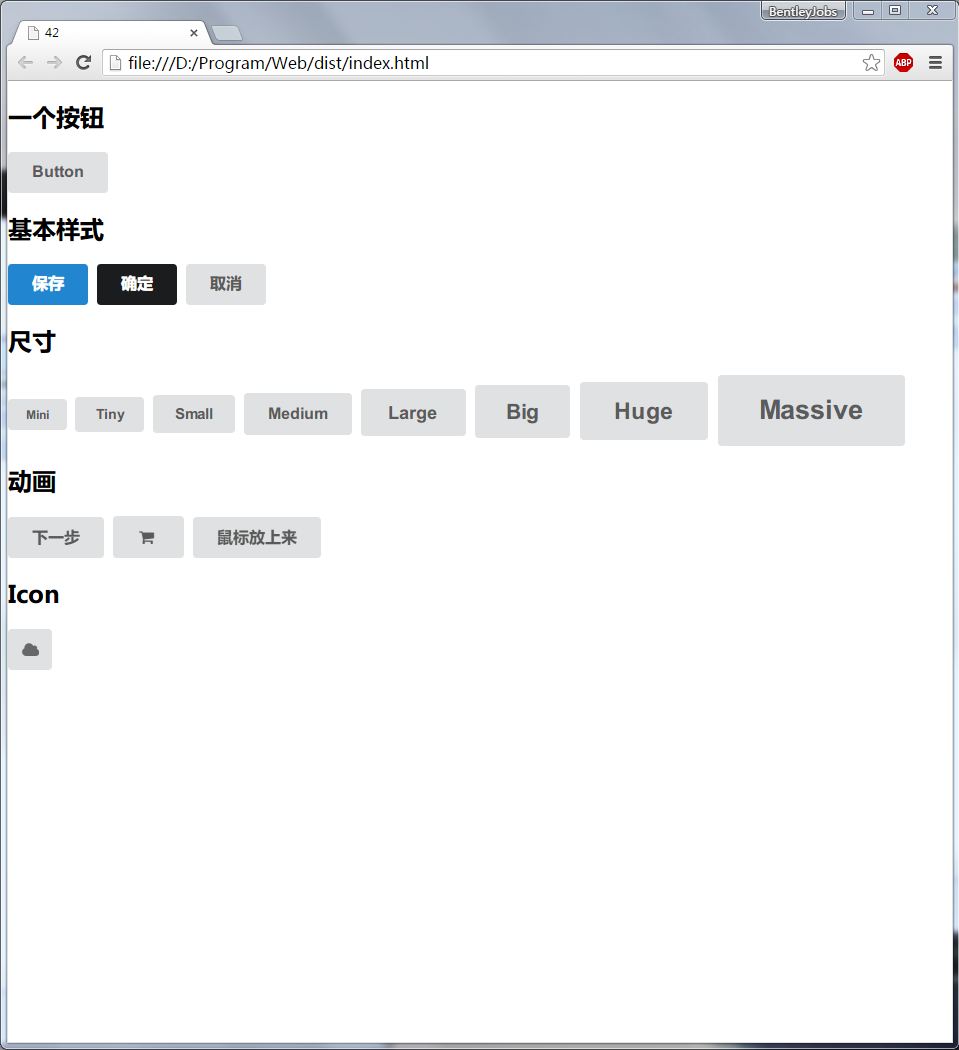 BentleyJobs
42
file:///D:/Program/Web/dist/index.html
ABP
一个按钮
Button
基本样式
保存 确定 取消
尺寸
Mini Tiny Small Medium Large Big Huge Massive
动画
下一步 鼠标放上来
Icon